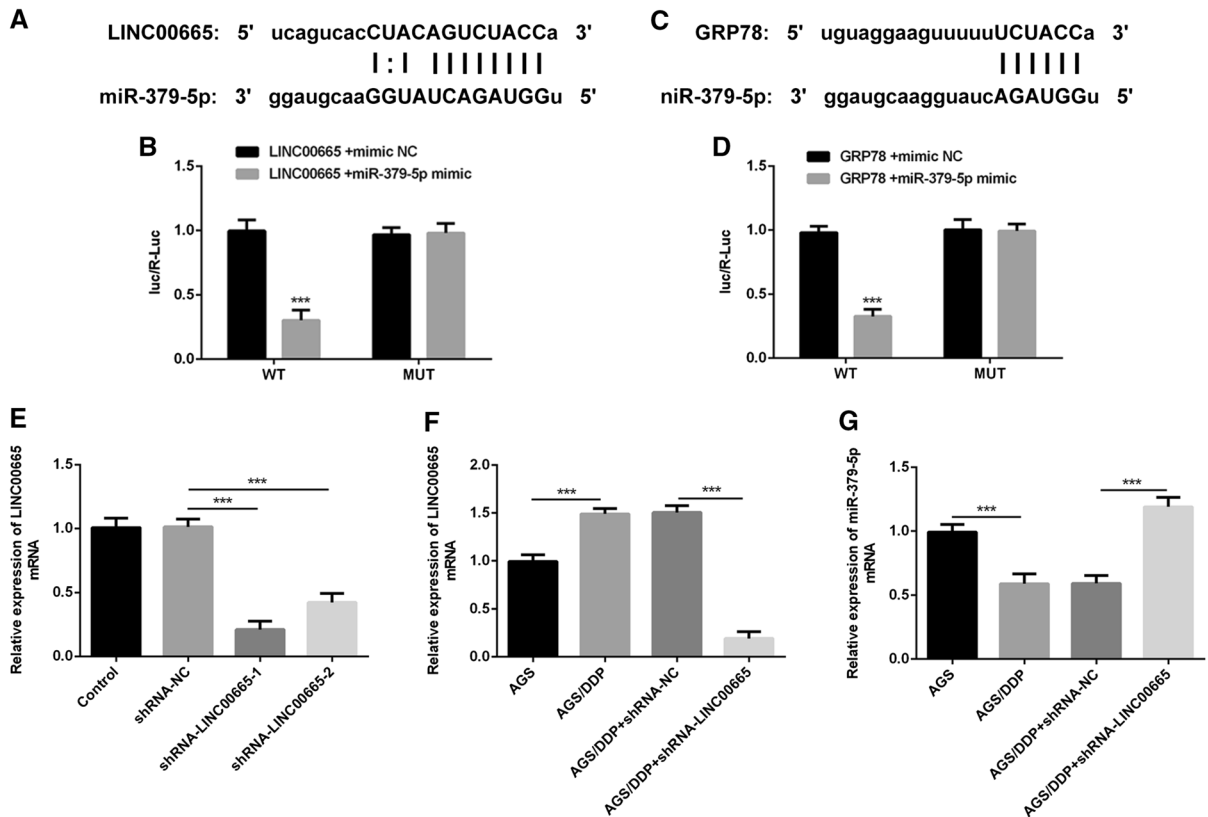 A
LINC00665: 5' ucagucacCUACAGUCUACCa 3'
miR-379-5p: 3' ggaugcaaGGUAUCAGAUGGu 5'
C
GRP78: 5' uguaggaaguuuuuUCUACCa 3'
niR-379-5p: 3' ggaugcaagguaucAGAUGGu 5'
B
LINC00665 +mimic NC
LINC00665 +miR-379-5p mimic
luc/R-Luc
1.5
1.0
0.5
0.0
***
WT
MUT
D
GRP78 +mimic NC
GRP78 +miR-379-5p mimic
luc/R-Luc
1.5
1.0
0.5
0.0
***
WT
MUT
E
Relative expression of LINC00665
mRNA
1.5
1.0
0.5
0.0
***
***
Control
shRNA-NC
shRNA-LINC00665-1
shRNA-LINC00665-2
F
Relative expression of LINC00665
mRNA
2.0
1.5
1.0
0.5
0.0
***
***
AGS
AGS/DDP
AGS/DDP+shRNA-NC
AGS/DDP+shRNA-LINC00665
G
Relative expression of miR-379-5p
mRNA
1.5
1.0
0.5
0.0
***
***
AGS
AGS/DDP
AGS/DDP+shRNA-NC
AGS/DDP+shRNA-LINC00665